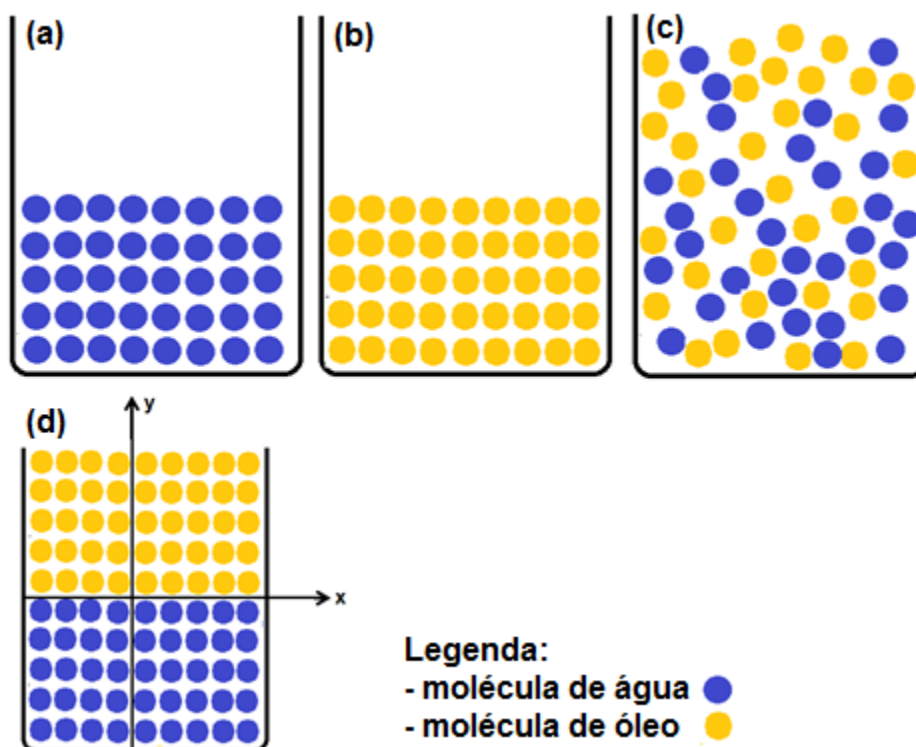 (a)
(b)
(c)
(d)
y
x
Legenda:
- molécula de água
- molécula de óleo